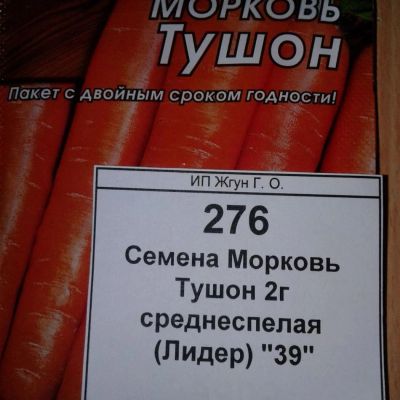 Морковь
Тушон
Пакет с двойным сроком годности!
ИП Жгун Г. О.
276
Семена Морковь
Тушон 2г
среднеспелая
(Лидер) "39"